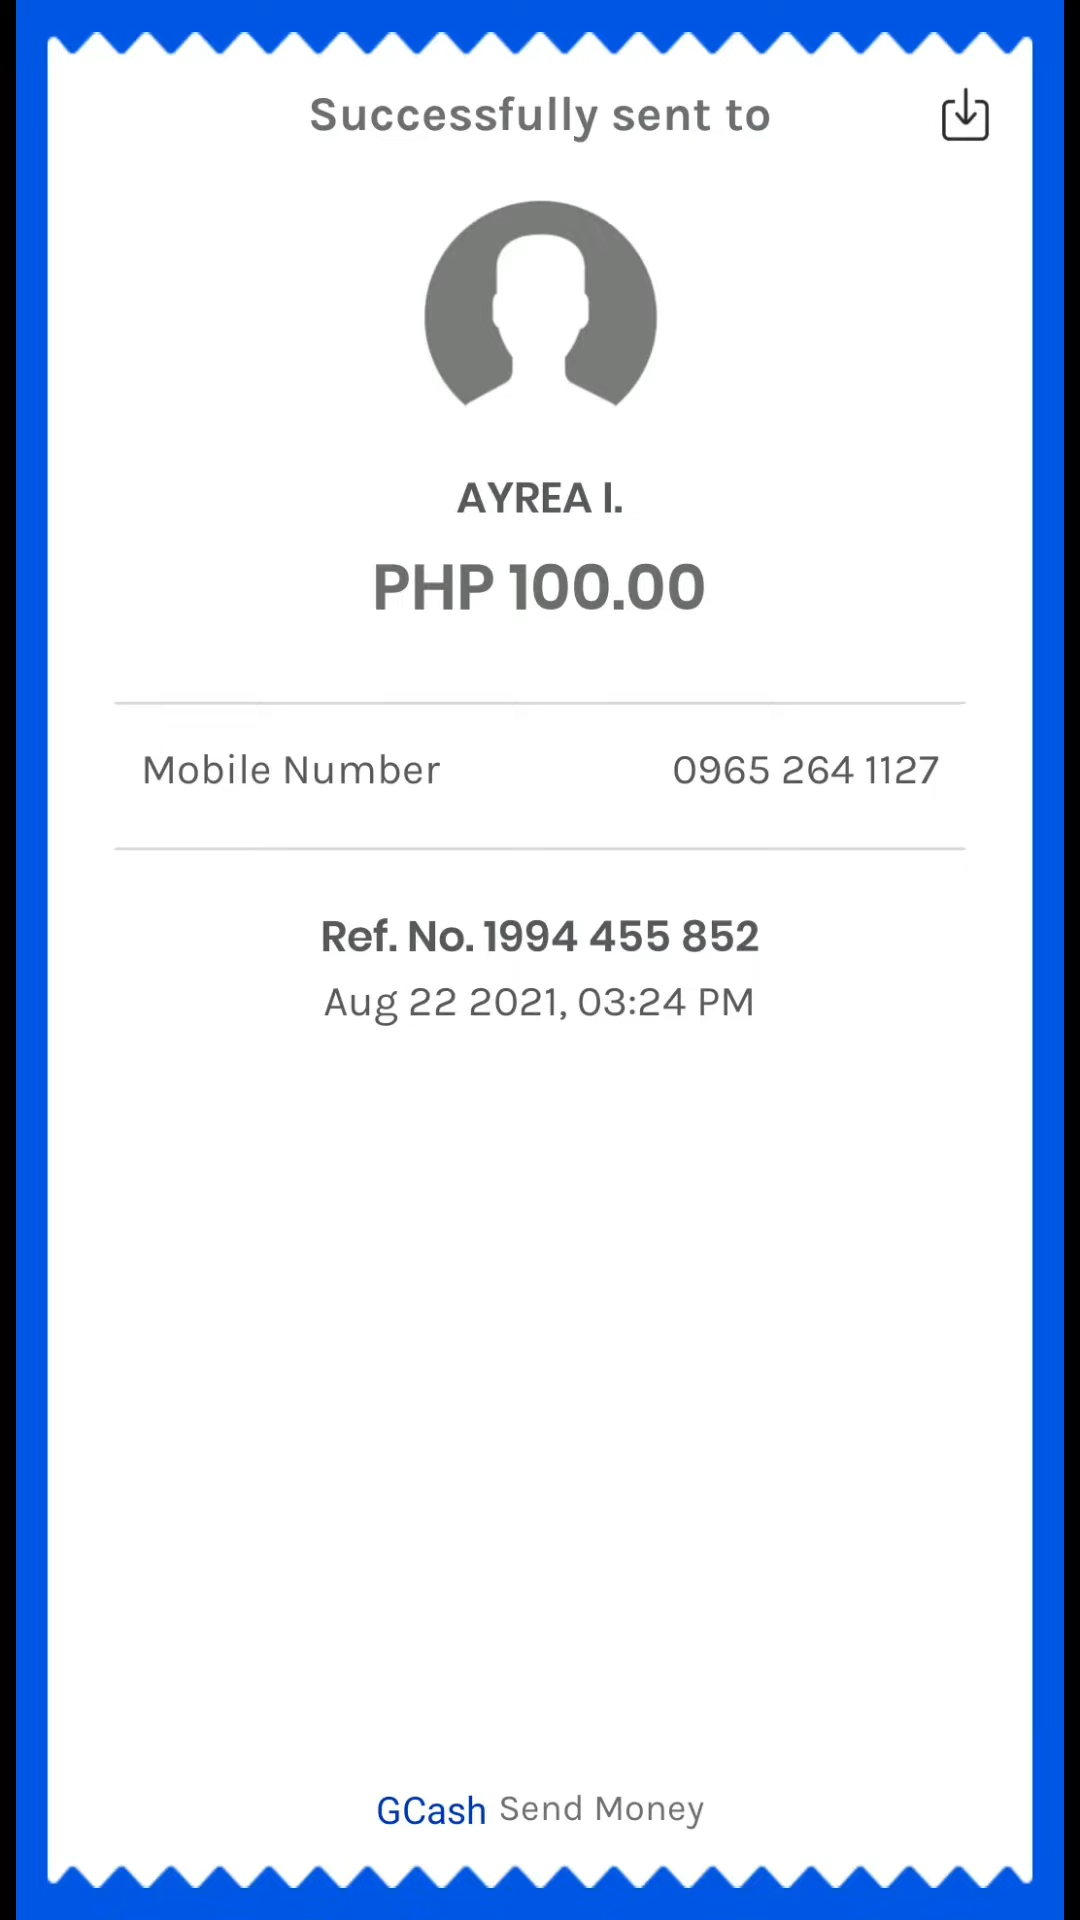 Successfully sent to
AYREA I.
PHP 100.00
Mobile Number 0965 264 1127
Ref. No. 1994 455 852
Aug 22 2021, 03:24 PM
GCash Send Money